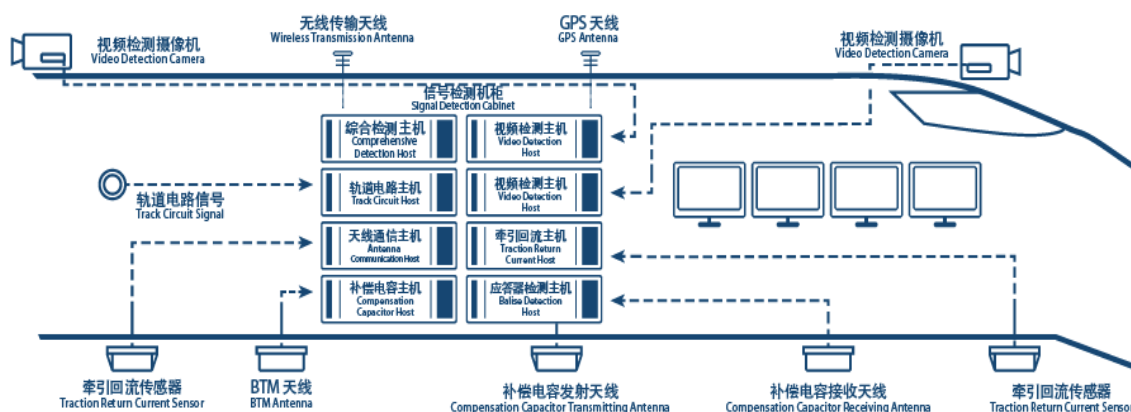 无线传输天线
Wireless Transmission Antenna
GPS 天线
GPS Antenna
视频检测摄像机
Video Detection Camera
视频检测摄像机
Video Detection Camera
信号检测机柜
Signal Detection Cabinet
综合检测主机
Comprehensive
Detection Host
视频检测主机
Video Detection
Host
轨道电路信号
Track Circuit Signal
轨道电路主机
Track Circuit Host
视频检测主机
Video Detection
Host
天线通信主机
Antenna
Communication Host
牵引回流主机
Traction Return
Current Host
补偿电容主机
Compensation
Capacitor Host
应答器检测主机
Balise Detection
Host
牵引回流传感器
Traction Return Current Sensor
BTM 天线
BTM Antenna
补偿电容发射天线
Compensation Capacitor Transmitting Antenna
补偿电容接收天线
Compensation Capacitor Receiving Antenna
牵引回流传感器
Traction Return Current Sensor